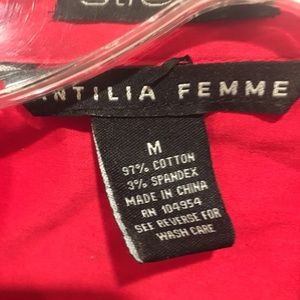 NTILIA FEMME
M
97% COTTON
3% SPANDEX
MADE IN CHINA
RN 104954
SEE REVERSE FOR
WASH CARE